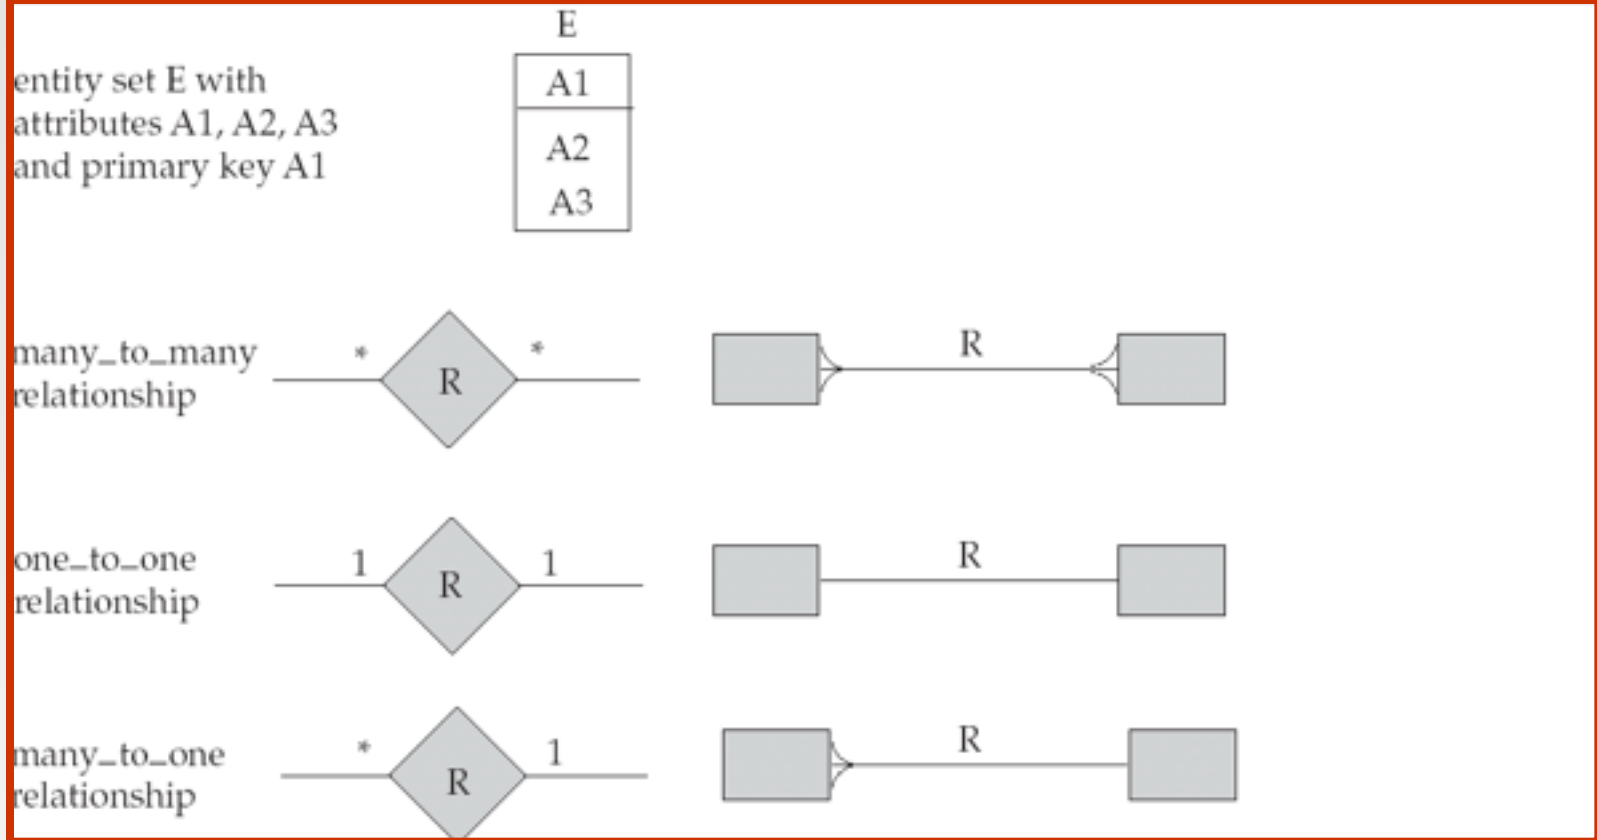 E
entity set E with
attributes A1, A2, A3
and primary key A1
A1
A2
A3
many_to_many
relationship
* R *
R
one_to_one
relationship
1 R 1
R
many_to_one
relationship
* R 1
R